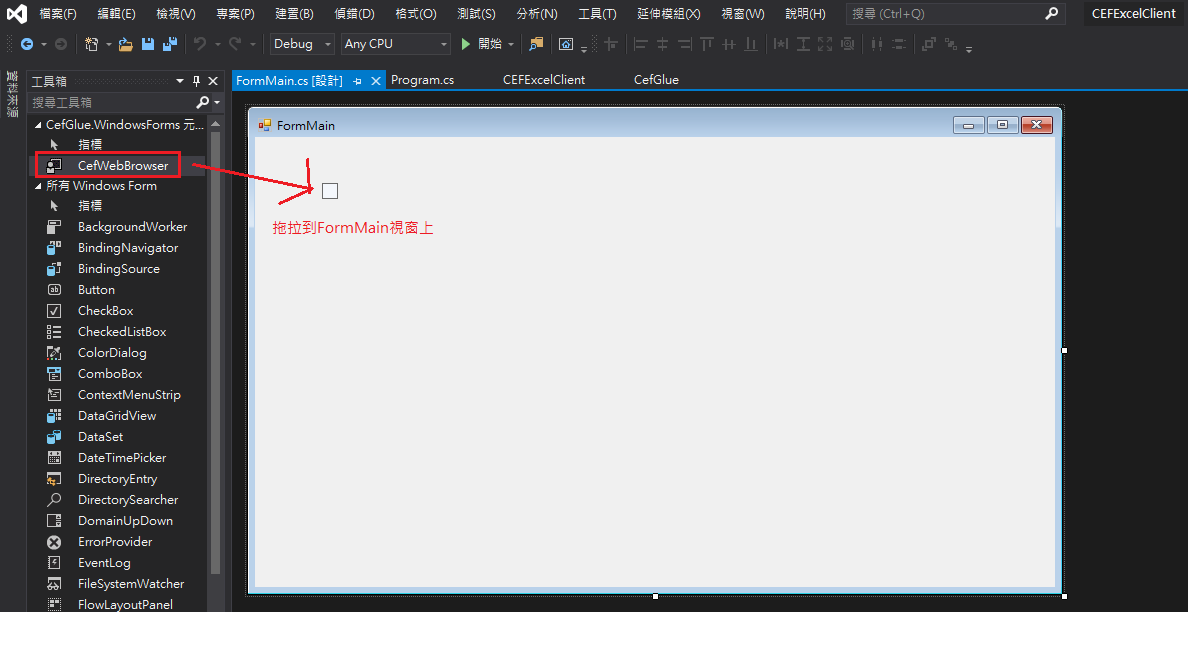 檔案(F) 編輯(E) 檢視(V) 專案(P) 建置(B) 偵錯(D) 格式(O) 測試(S) 分析(N) 工具(T) 延伸模組(X) 視窗(W) 說明(H) 搜尋 (Ctrl+Q) CEFExcelClient
Debug Any CPU 開始
資料來源
工具箱
搜尋工具箱
CefGlue.WindowsForms 元...
指標
CefWebBrowser
所有 Windows Form
指標
BackgroundWorker
BindingNavigator
BindingSource
Button
CheckBox
CheckedListBox
ColorDialog
ComboBox
ContextMenuStrip
DataGridView
DataSet
DateTimePicker
DirectoryEntry
DirectorySearcher
DomainUpDown
ErrorProvider
EventLog
FileSystemWatcher
FlowLayoutPanel
FormMain.cs [設計] Program.cs CEFExcelClient CefGlue
FormMain
拖拉到FormMain視窗上